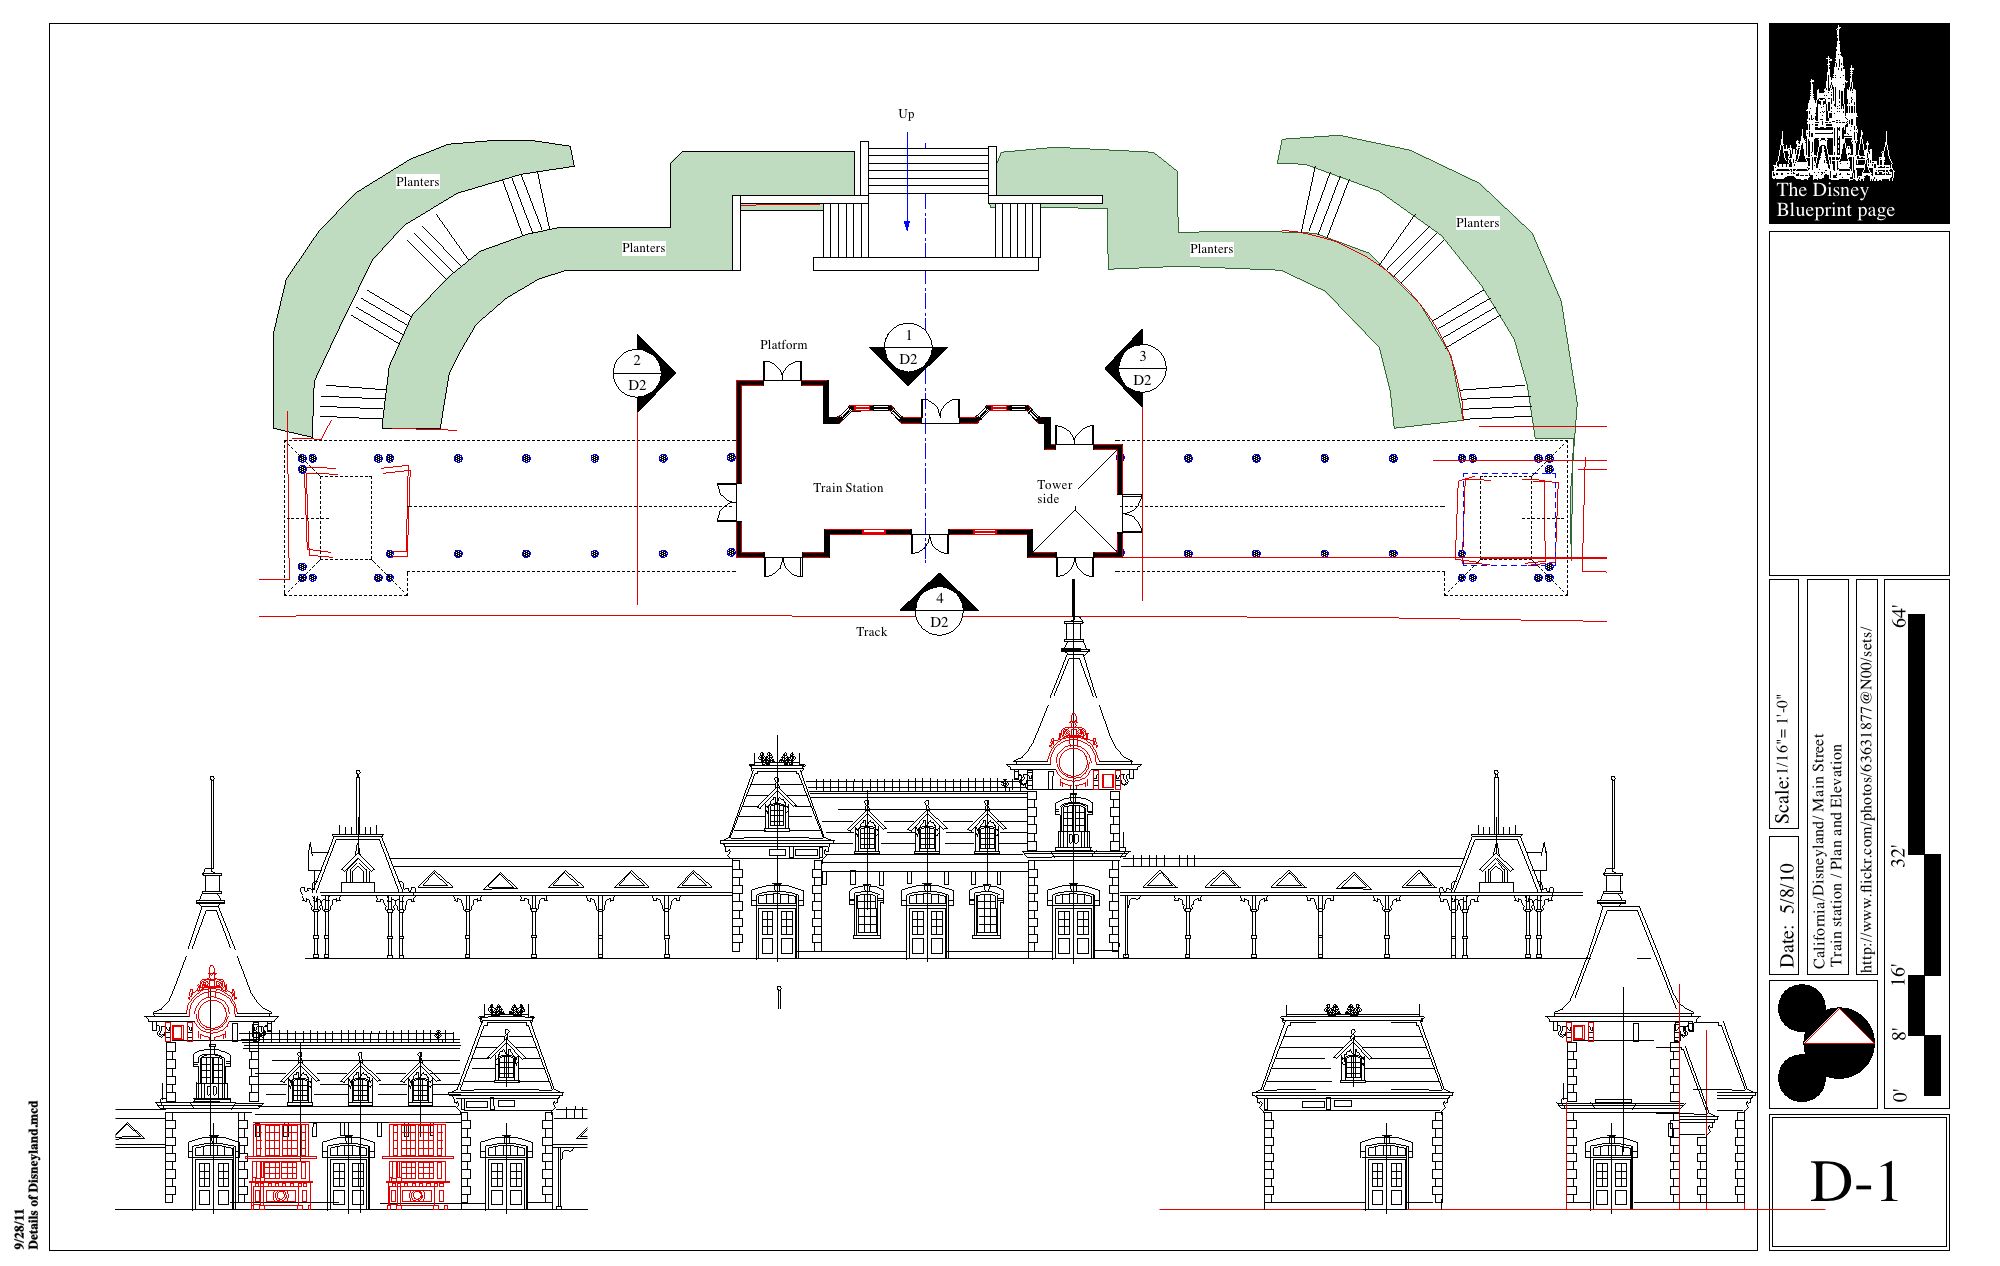 Up
Planters
Planters
Planters
Planters
Platform
1
D2
2
D2
3
D2
Train Station
Tower
side
4
D2
Track
The Disney
Blueprint page
Scale:1/16"= 1'-0"
Date: 5/8/10
California/Disneyland/ Main Street
Train station / Plan and Elevation
http://www.flickr.com/photos/63631877@N00/sets/
64'
32'
16'
8'
0'
D-1
9/28/11
Details of Disneyland.mcd